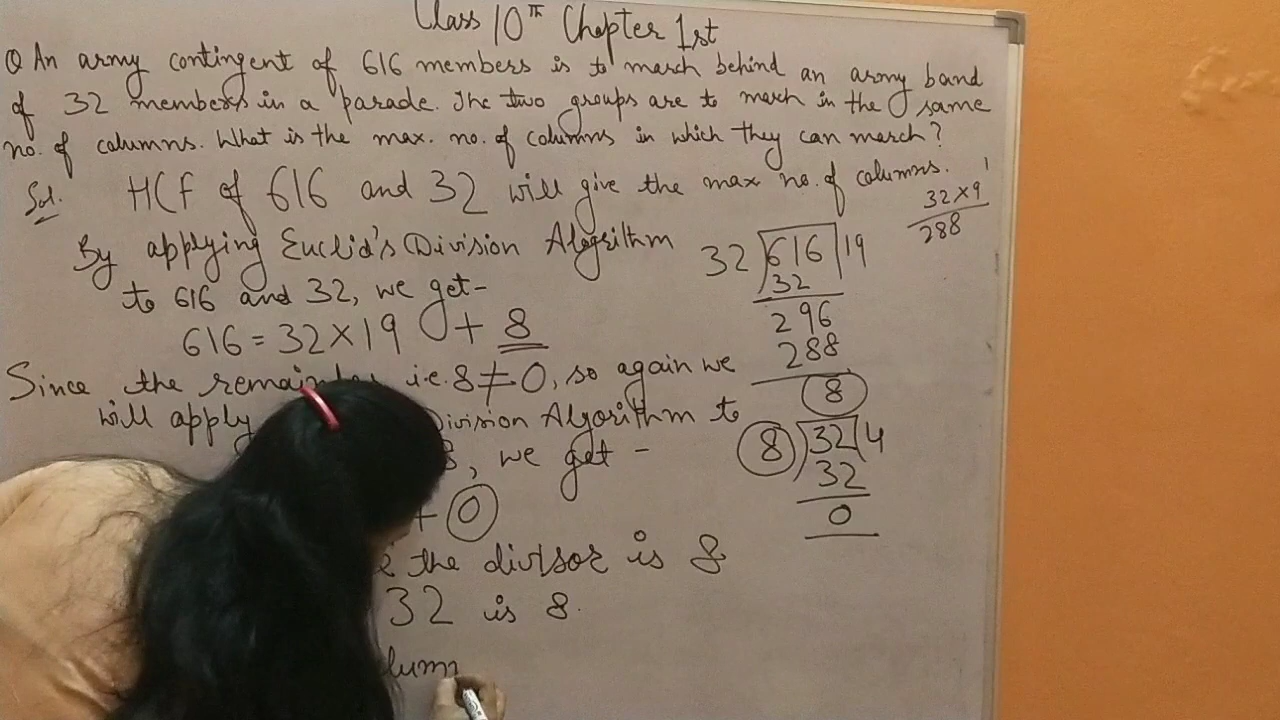 Class 10TH Chapter 1st
Q An army contingent of 616 members is to march behind an army band
of 32 members in a parade. The two groups are to march in the same
no. of columns. What is the max. no. of columns in which they can march?
Sol. HCF of 616 and 32 will give the max no. of columns.
By applying Euclid's Division Alogrithm
to 616 and 32, we get-
616 = 32 × 19 + 8
Since the i.e. 8 ≠ 0, so again we
will apply Division Algorithm to
8, we get -
+ 0
the divisor is 8
32 is 8.
1
32 × 9
288
32)616(19
32
296
288
8
8)32(4
32
0